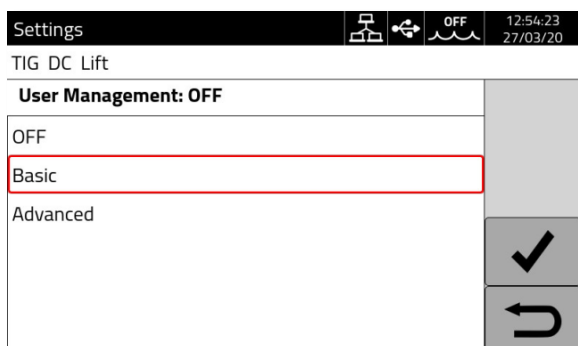 Settings
OFF
12:54:23
27/03/20
TIG DC Lift
User Management: OFF
OFF
Basic
Advanced